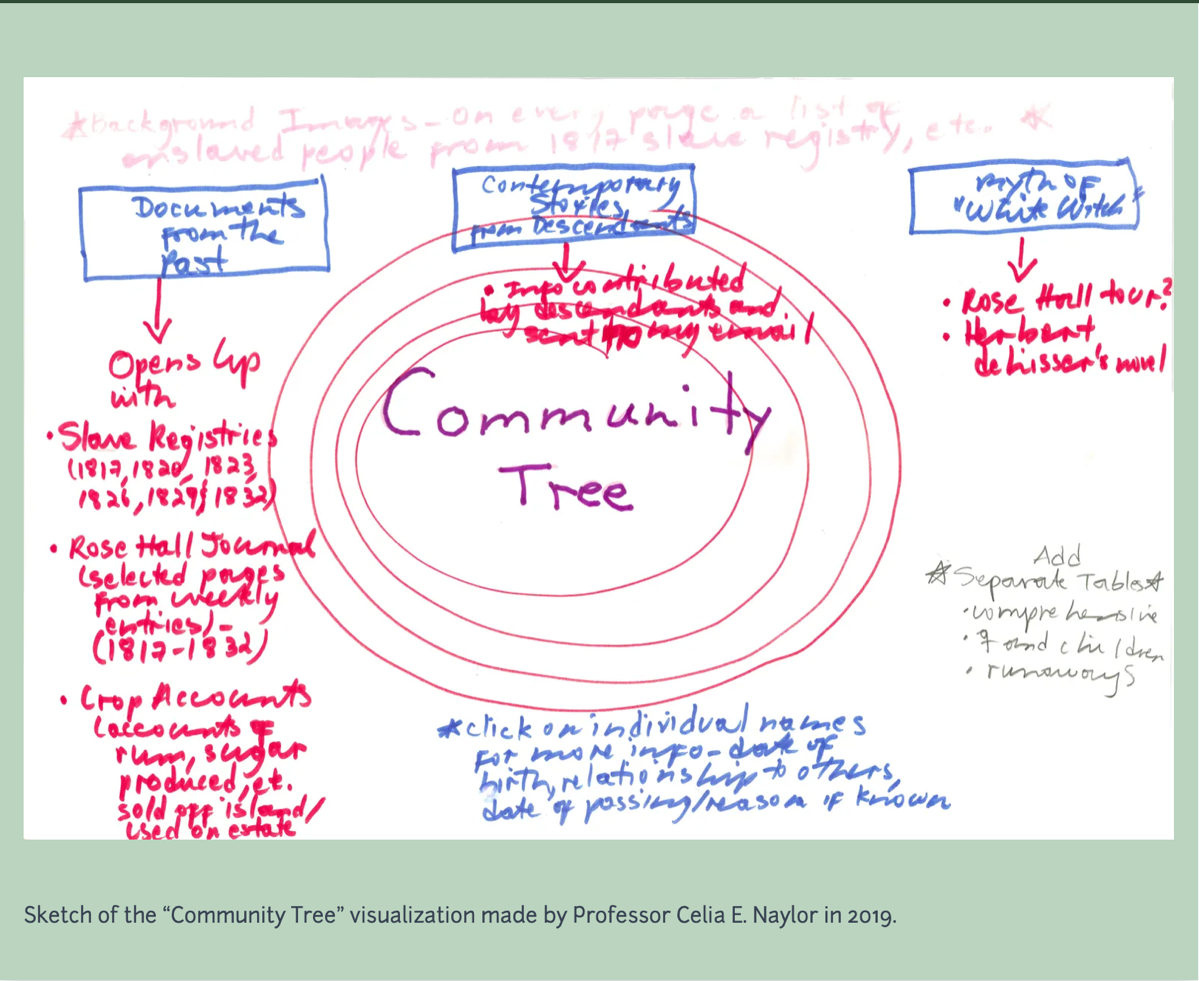 *Background Images - On every page a list of
enslaved people from 1817 slave registry, etc. *
Documents
from the
Past
Opens up
with
• Slave Registries
(1817, 1820, 1823,
1826, 1829, 1832)
• Rose Hall Journal
(selected pages
from weekly
entries) -
(1817-1832)
• Crop Accounts
(accounts of
rum, sugar
produced, et.
sold off island/
used on estate
Contemporary
Stories
from Descendants
• Info contributed
by descendants and
sent to my email
Community
Tree
*click on individual names
for more info - date of
birth, relationship to others,
date of passing/reason if known
Myth of
"White Witch"
• Rose Hall tour?
• Herbert
deLisser's novel
Add
*Separate Tables*
• comprehensive
• and children
• runaways
Sketch of the “Community Tree” visualization made by Professor Celia E. Naylor in 2019.